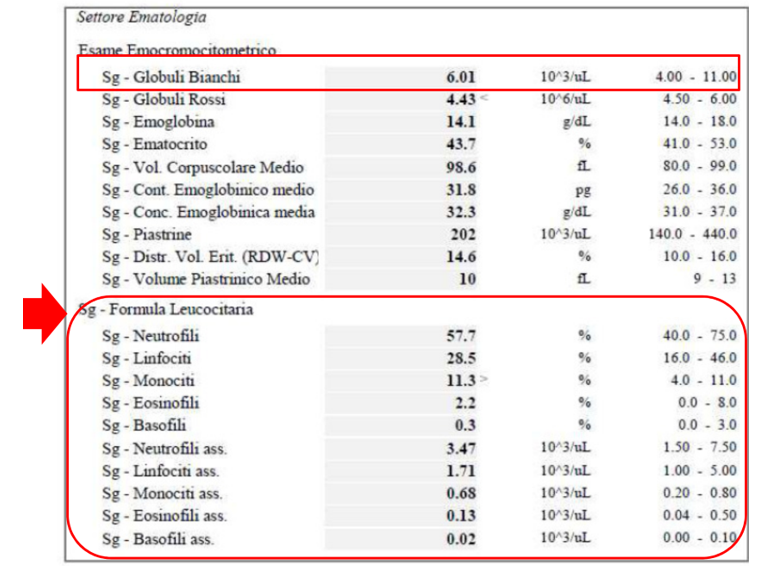 Settore Ematologia
Esame Emocromocitometrico
Sg - Globuli Bianchi 6.01 10^3/uL 4.00 - 11.00
Sg - Globuli Rossi 4.43 < 10^6/uL 4.50 - 6.00
Sg - Emoglobina 14.1 g/dL 14.0 - 18.0
Sg - Ematocrito 43.7 % 41.0 - 53.0
Sg - Vol. Corpuscolare Medio 98.6 fL 80.0 - 99.0
Sg - Cont. Emoglobinico medio 31.8 pg 26.0 - 36.0
Sg - Conc. Emoglobinica media 32.3 g/dL 31.0 - 37.0
Sg - Piastrine 202 10^3/uL 140.0 - 440.0
Sg - Distr. Vol. Erit. (RDW-CV) 14.6 % 10.0 - 16.0
Sg - Volume Piastrinico Medio 10 fL 9 - 13
Sg - Formula Leucocitaria
Sg - Neutrofili 57.7 % 40.0 - 75.0
Sg - Linfociti 28.5 % 16.0 - 46.0
Sg - Monociti 11.3 > % 4.0 - 11.0
Sg - Eosinofili 2.2 % 0.0 - 8.0
Sg - Basofili 0.3 % 0.0 - 3.0
Sg - Neutrofili ass. 3.47 10^3/uL 1.50 - 7.50
Sg - Linfociti ass. 1.71 10^3/uL 1.00 - 5.00
Sg - Monociti ass. 0.68 10^3/uL 0.20 - 0.80
Sg - Eosinofili ass. 0.13 10^3/uL 0.04 - 0.50
Sg - Basofili ass. 0.02 10^3/uL 0.00 - 0.10